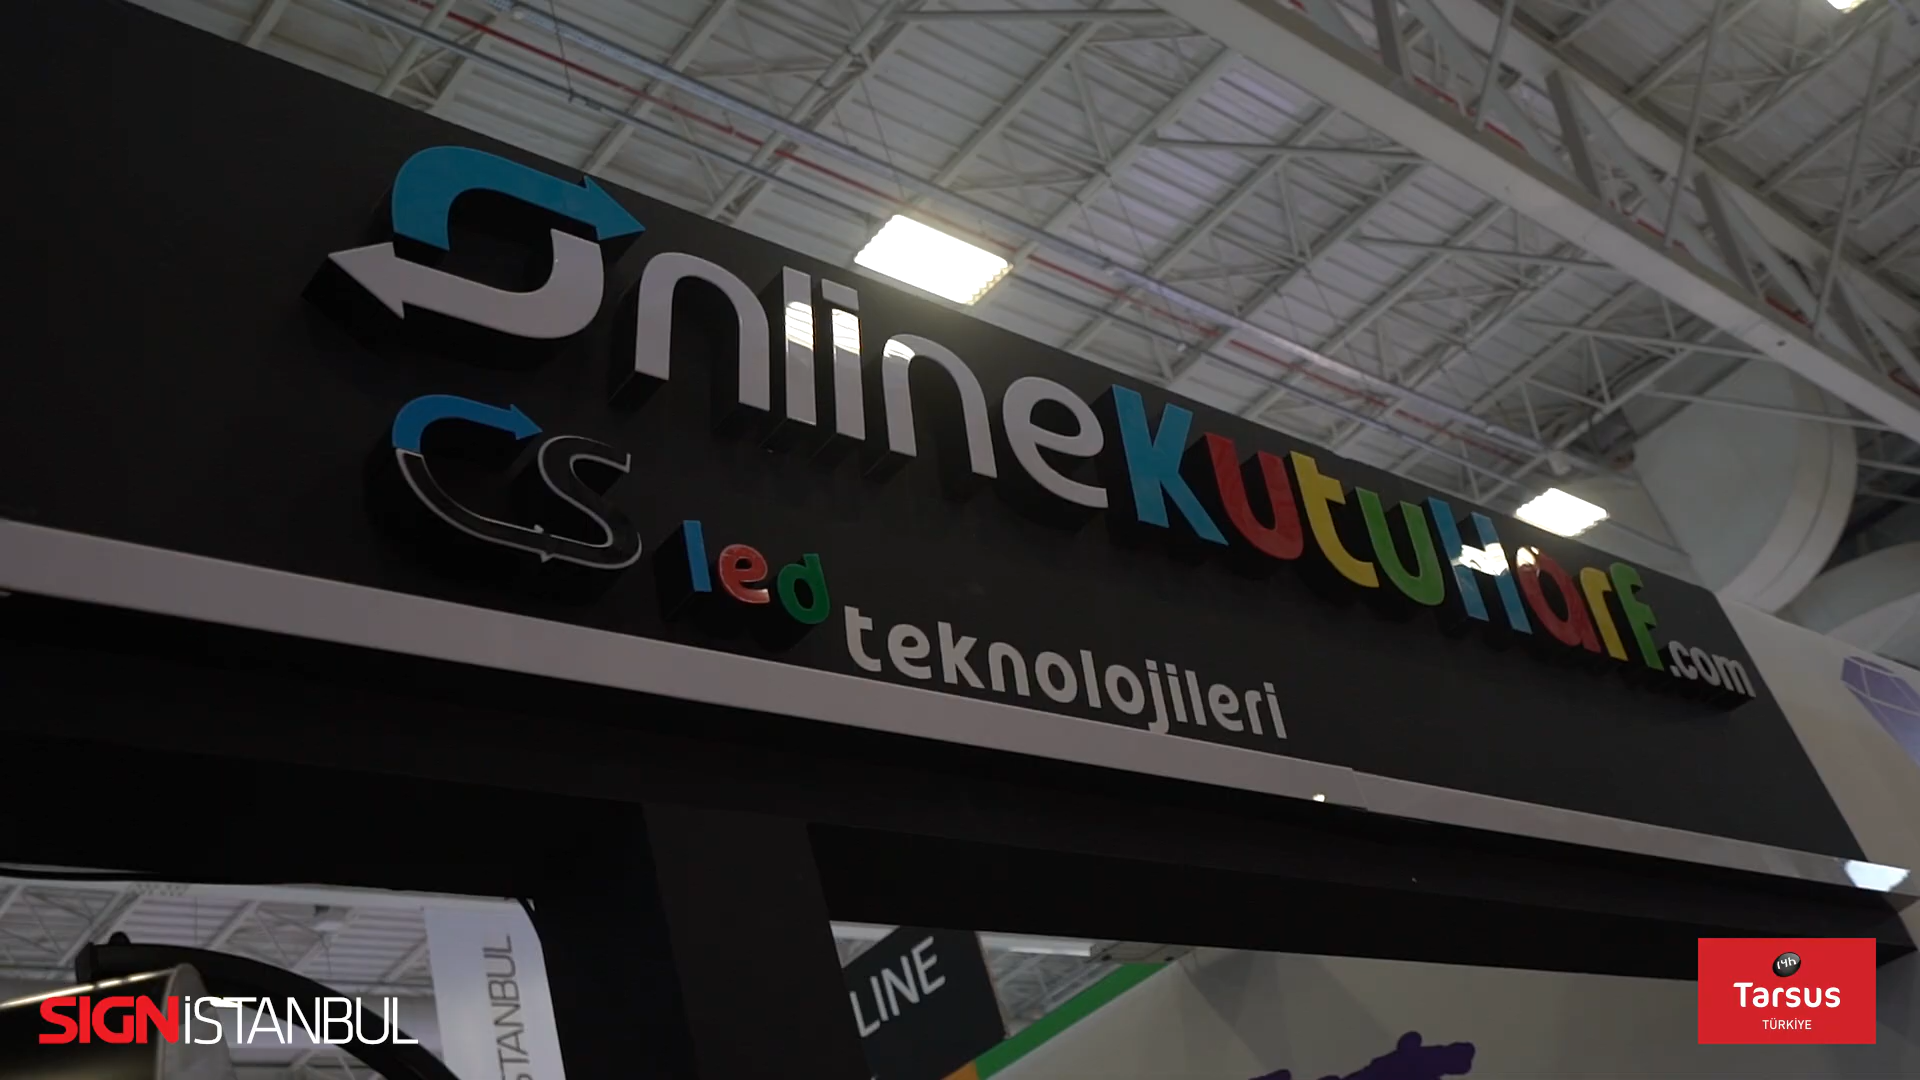 OnlineKutuHarf.com
CS led teknolojileri
LINE
STANBUL
SIGNİSTANBUL
Tarsus
TÜRKİYE